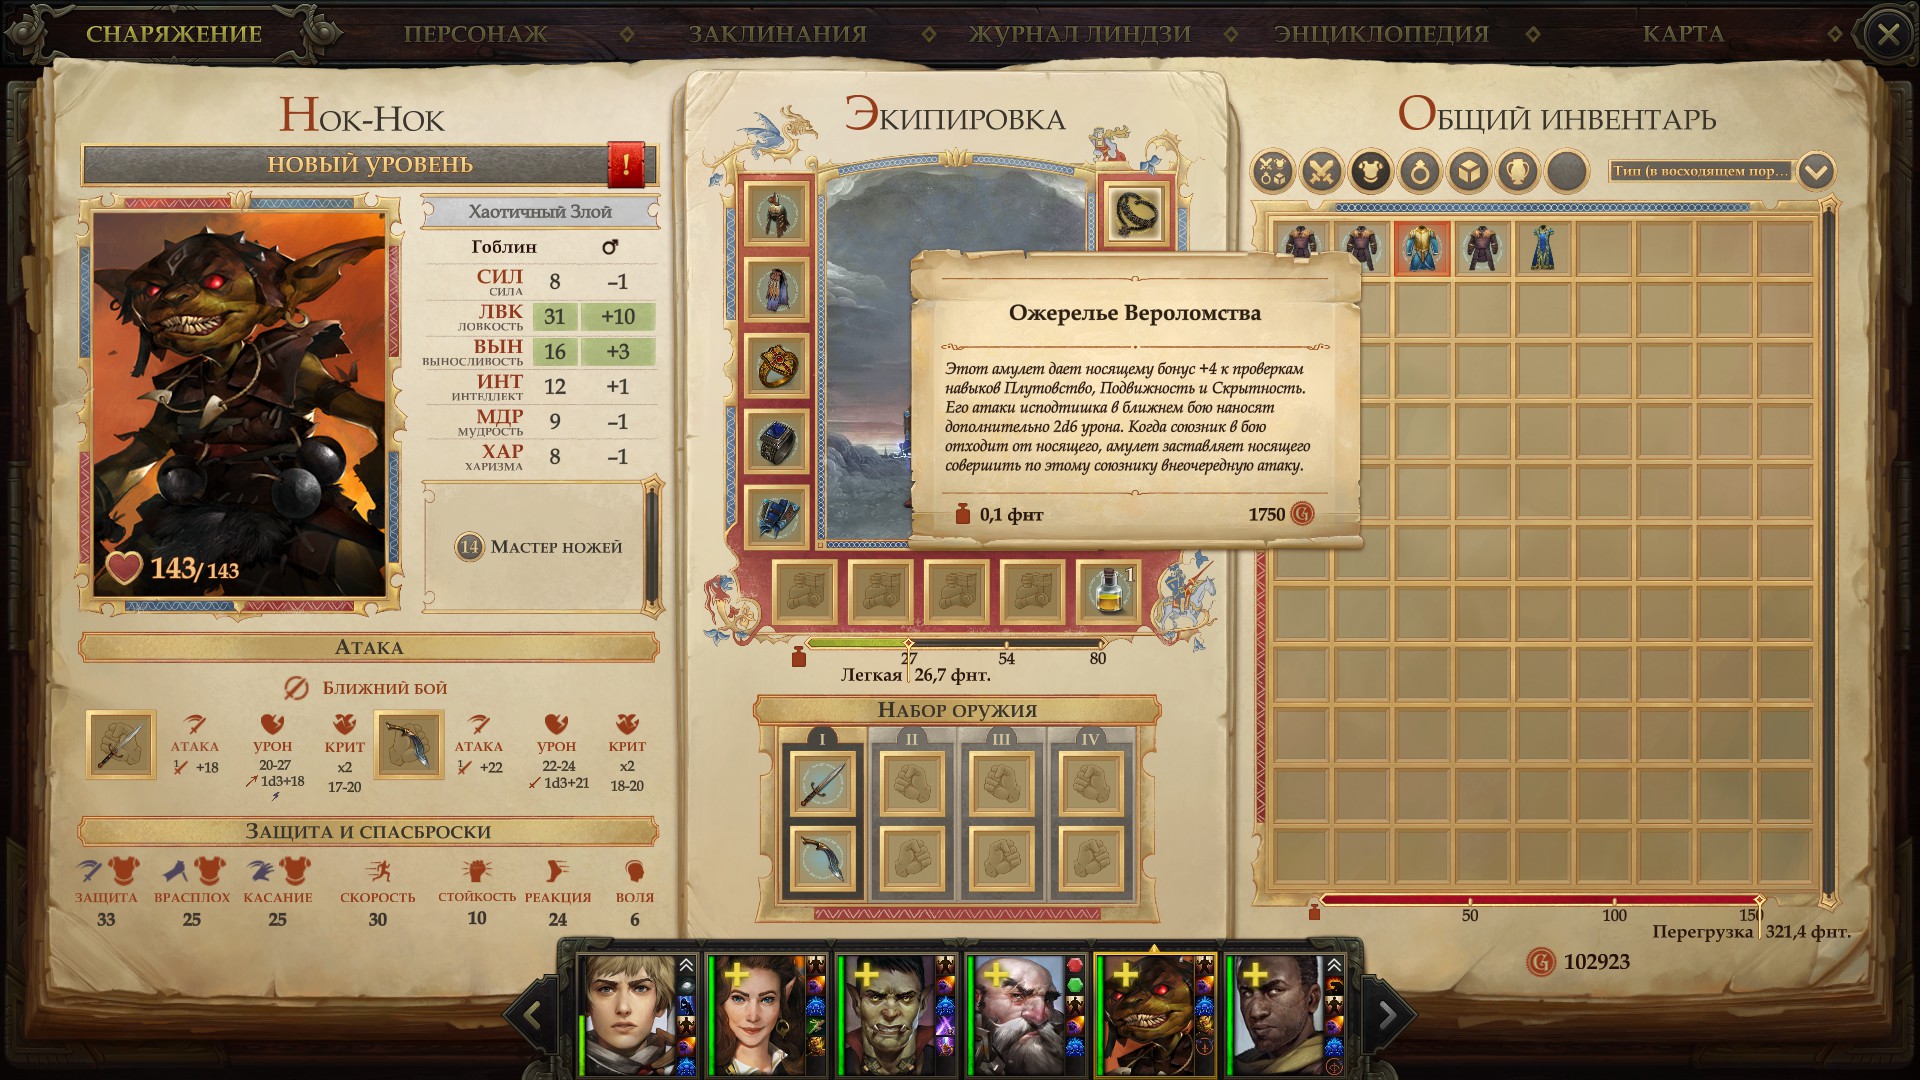 СНАРЯЖЕНИЕ
ПЕРСОНАЖ
ЗАКЛИНАНИЯ
ЖУРНАЛ ЛИНДЗИ
ЭНЦИКЛОПЕДИЯ
КАРТА
Нок-Нок
НОВЫЙ УРОВЕНЬ
!
Хаотичный Злой
Гоблин ♂
СИЛ 8 –1
СИЛА
ЛВК 31 +10
ЛОВКОСТЬ
ВЫН 16 +3
ВЫНОСЛИВОСТЬ
ИНТ 12 +1
ИНТЕЛЛЕКТ
МДР 9 –1
МУДРОСТЬ
ХАР 8 –1
ХАРИЗМА
143/143
14 Мастер ножей
Атака
Ближний бой
АТАКА УРОН КРИТ АТАКА УРОН КРИТ
1 +18 20-27 x2 1 +22 22-24 x2
1d3+18 17-20 1d3+21 18-20
Защита и спасброски
ЗАЩИТА ВРАСПЛОХ КАСАНИЕ СКОРОСТЬ СТОЙКОСТЬ РЕАКЦИЯ ВОЛЯ
33 25 25 30 10 24 6
Экипировка
Ожерелье Вероломства
Этот амулет дает носящему бонус +4 к проверкам
навыков Плутовство, Подвижность и Скрытность.
Его атаки исподтишка в ближнем бою наносят
дополнительно 2d6 урона. Когда союзник в бою
отходит от носящего, амулет заставляет носящего
совершить по этому союзнику внеочередную атаку.
0,1 фнт 1750
1
27 54 80
Легкая 26,7 фнт.
Набор оружия
I II III IV
Общий инвентарь
Тип (в восходящем пор...
50 100 150
Перегрузка 321,4 фнт.
102923